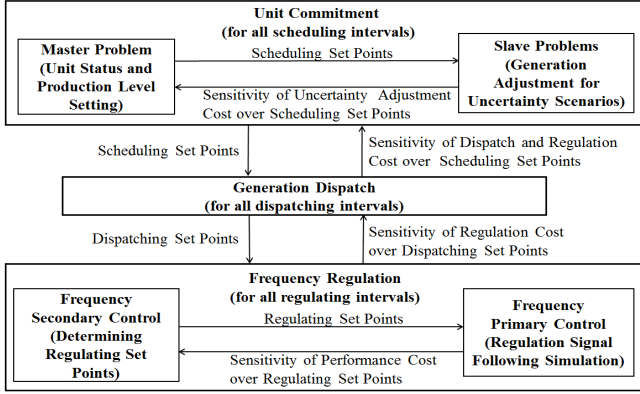 Unit Commitment
(for all scheduling intervals)
Master Problem
(Unit Status and
Production Level
Setting)
Scheduling Set Points
Slave Problems
(Generation
Adjustment for
Uncertainty Scenarios)
Sensitivity of Uncertainty Adjustment
Cost over Scheduling Set Points
Scheduling Set Points
Sensitivity of Dispatch and Regulation
Cost over Scheduling Set Points
Generation Dispatch
(for all dispatching intervals)
Dispatching Set Points
Sensitivity of Regulation Cost
over Dispatching Set Points
Frequency Regulation
(for all regulating intervals)
Frequency
Secondary Control
(Determining
Regulating Set
Points)
Regulating Set Points
Frequency
Primary Control
(Regulation Signal
Following Simulation)
Sensitivity of Performance Cost
over Regulating Set Points